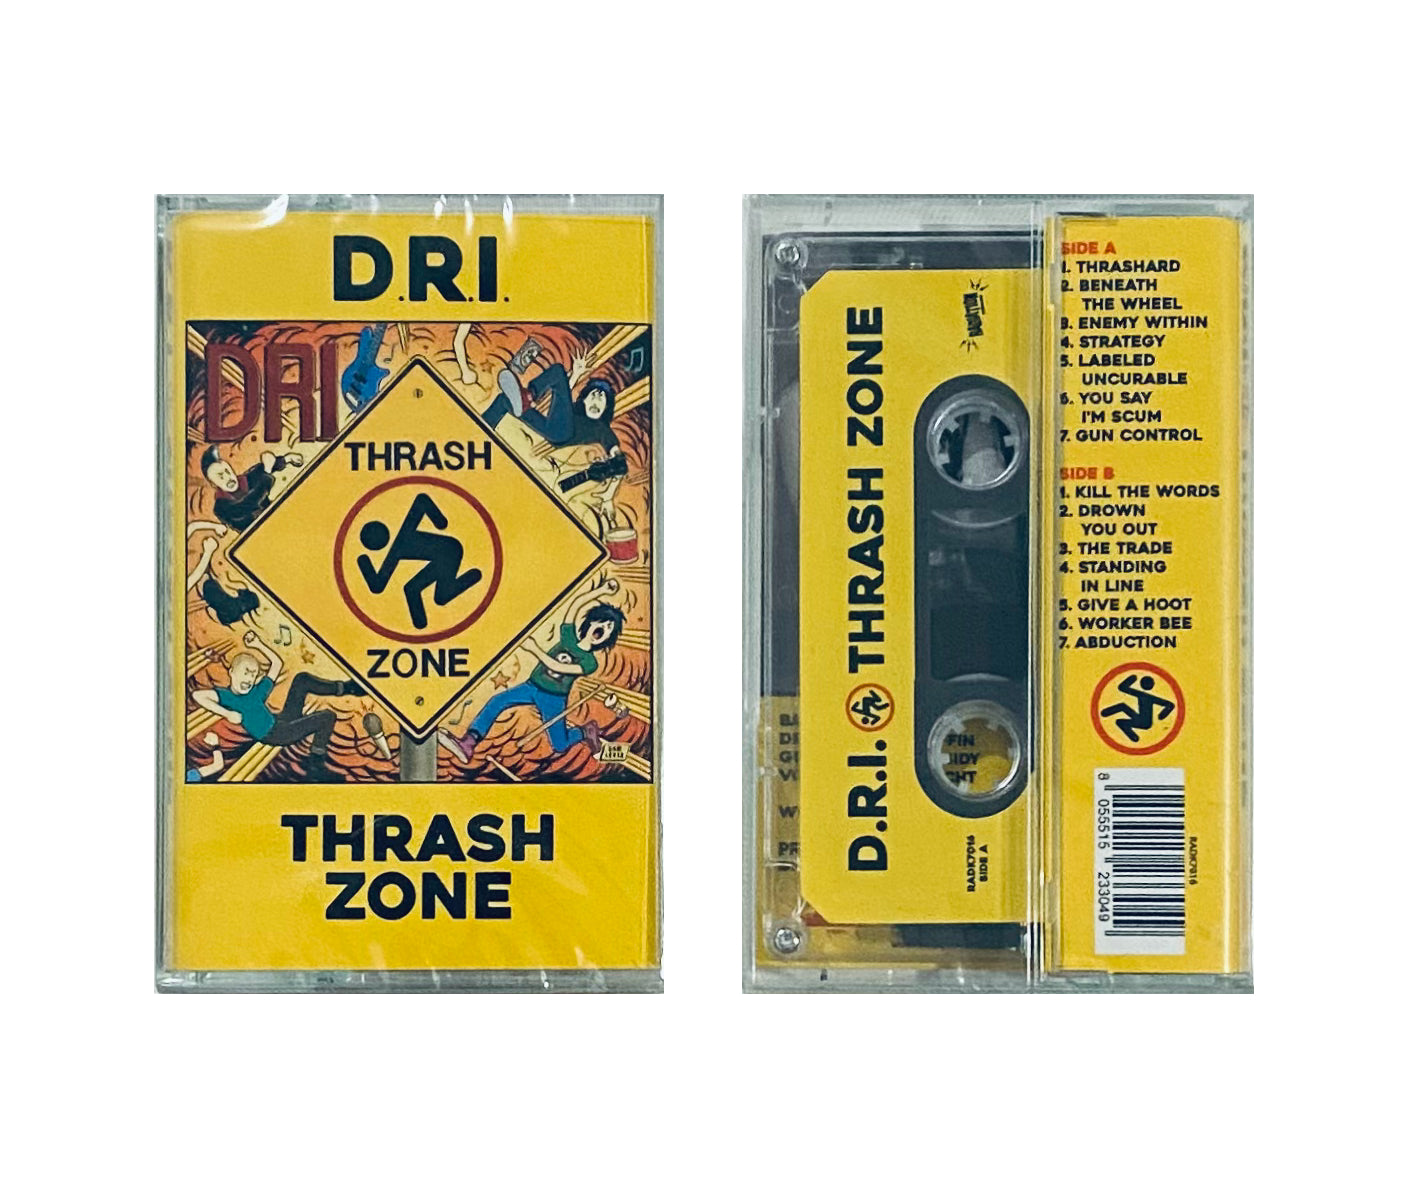 D.R.I.
D.R.I
THRASH
ZONE
THRASH
ZONE
D.R.I. THRASH ZONE
RADIATION
RADK7016
SIDE A
SIDE A
1. THRASHARD
2. BENEATH
THE WHEEL
3. ENEMY WITHIN
4. STRATEGY
5. LABELED
UNCURABLE
6. YOU SAY
I'M SCUM
7. GUN CONTROL
SIDE B
1. KILL THE WORDS
2. DROWN
YOU OUT
3. THE TRADE
4. STANDING
IN LINE
5. GIVE A HOOT
6. WORKER BEE
7. ABDUCTION
8 055515 233049
RADK7016